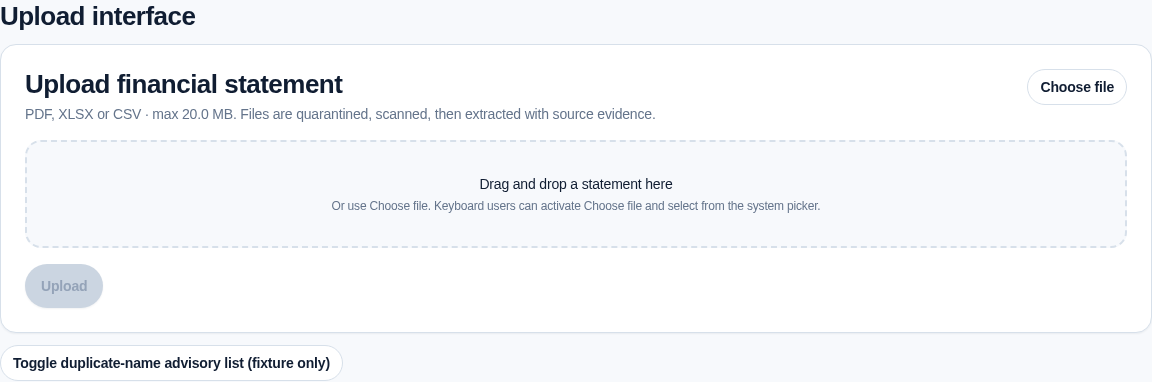 Upload interface
Upload financial statement
Choose file
PDF, XLSX or CSV · max 20.0 MB. Files are quarantined, scanned, then extracted with source evidence.
Drag and drop a statement here
Or use Choose file. Keyboard users can activate Choose file and select from the system picker.
Upload
Toggle duplicate-name advisory list (fixture only)